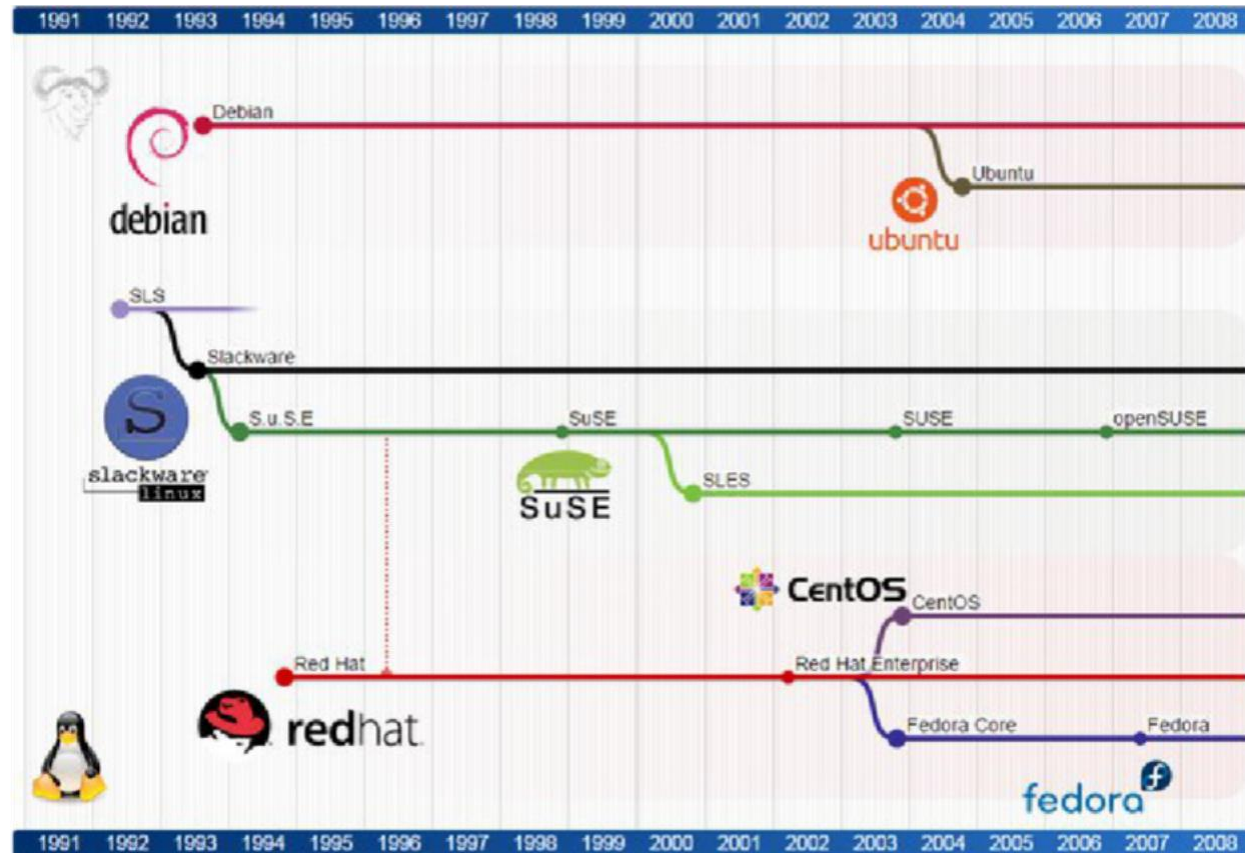 1991 1992 1993 1994 1995 1996 1997 1998 1999 2000 2001 2002 2003 2004 2005 2006 2007 2008
Debian
debian
Ubuntu
ubuntu
SLS
Slackware
S
slackware
linux
S.u.S.E
SuSE
SUSE
openSUSE
SuSE
SLES
CentOS
CentOS
Red Hat
Red Hat Enterprise
redhat.
Fedora Core
Fedora
fedora
1991 1992 1993 1994 1995 1996 1997 1998 1999 2000 2001 2002 2003 2004 2005 2006 2007 2008